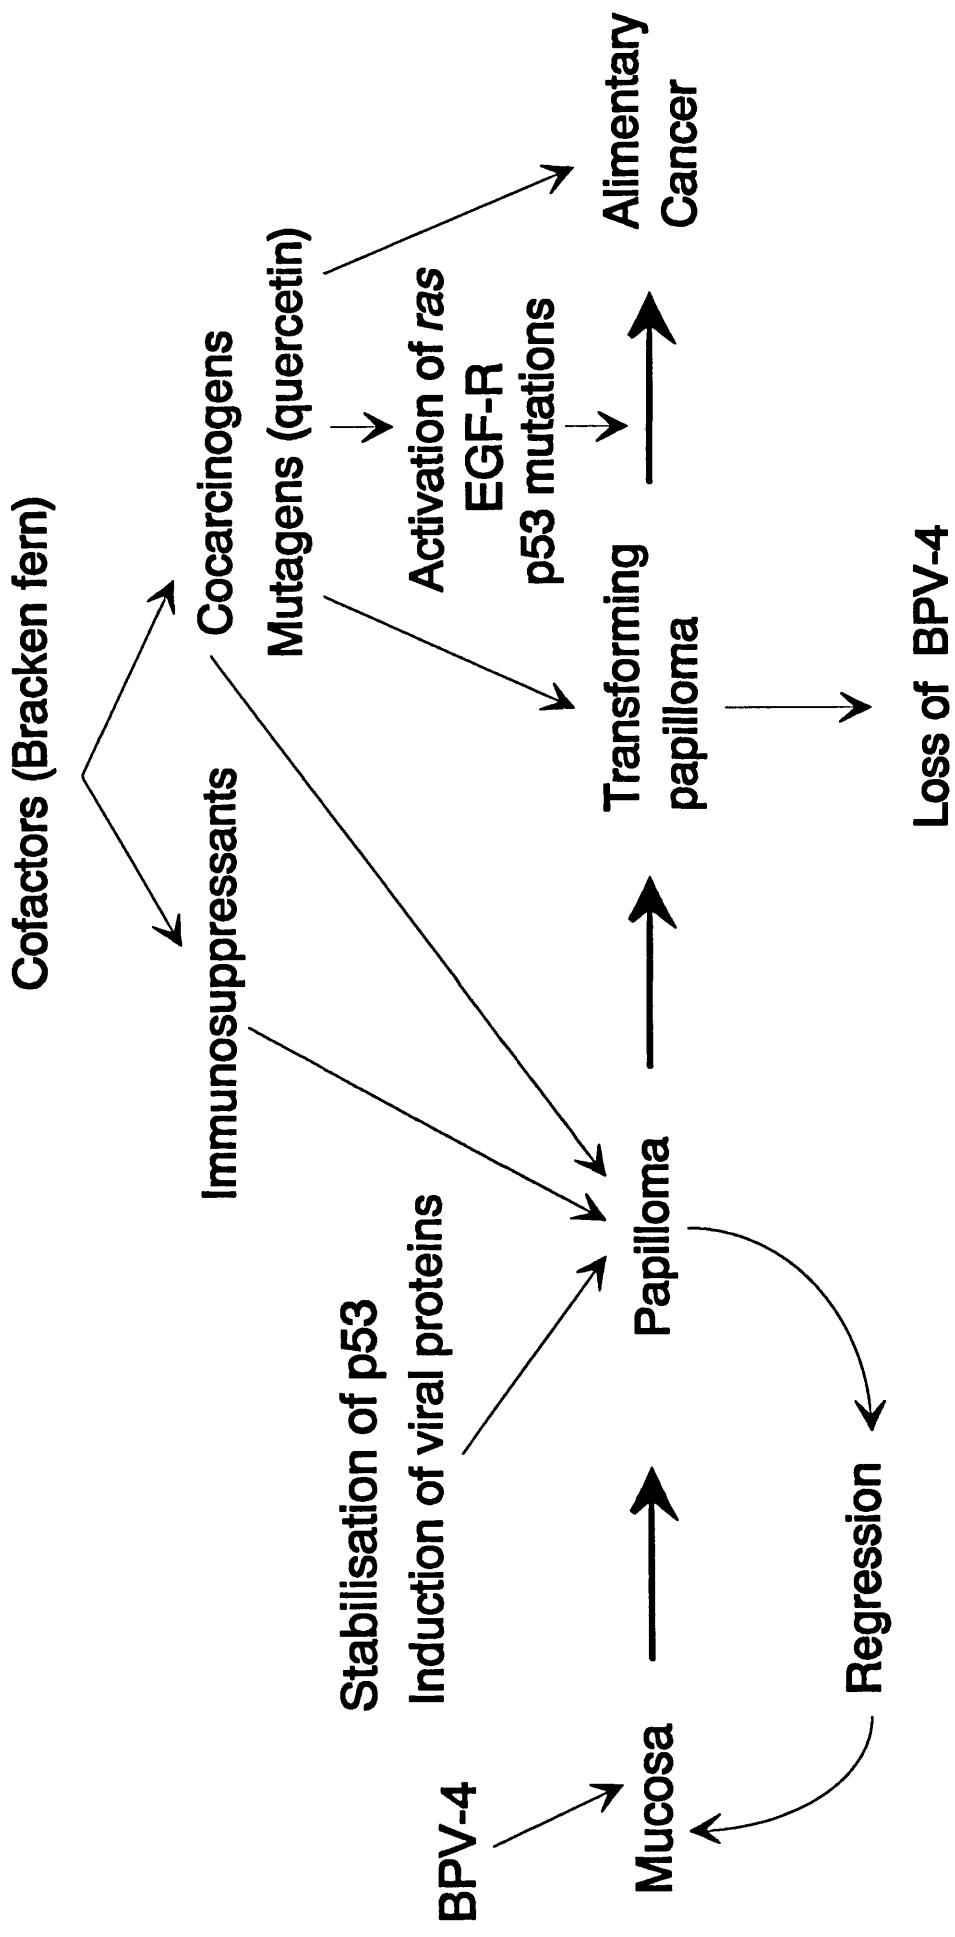 Cofactors (Bracken fern)
Immunosuppressants
Cocarcinogens
Mutagens (quercetin)
Stabilisation of p53
Induction of viral proteins
Activation of ras
EGF-R
p53 mutations
BPV-4
Mucosa
Papilloma
Transforming
papilloma
Alimentary
Cancer
Regression
Loss of BPV-4